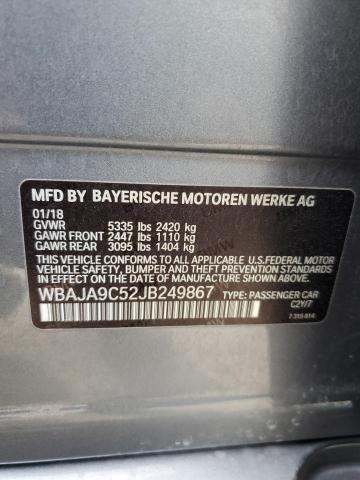 MFD BY BAYERISCHE MOTOREN WERKE AG
01/18
GVWR 5335 lbs 2420 kg
GAWR FRONT 2447 lbs 1110 kg
GAWR REAR 3095 lbs 1404 kg
THIS VEHICLE CONFORMS TO ALL APPLICABLE
U.S.FEDERAL MOTOR VEHICLE SAFETY, BUMPER, AND
THEFT PREVENTION STANDARDS IN EFFECT ON
THE DATE OF MANUFACTURE SHOWN ABOVE.
WBAJA9C52JB249867 TYPE: PASSENGER CAR
C2Y/7